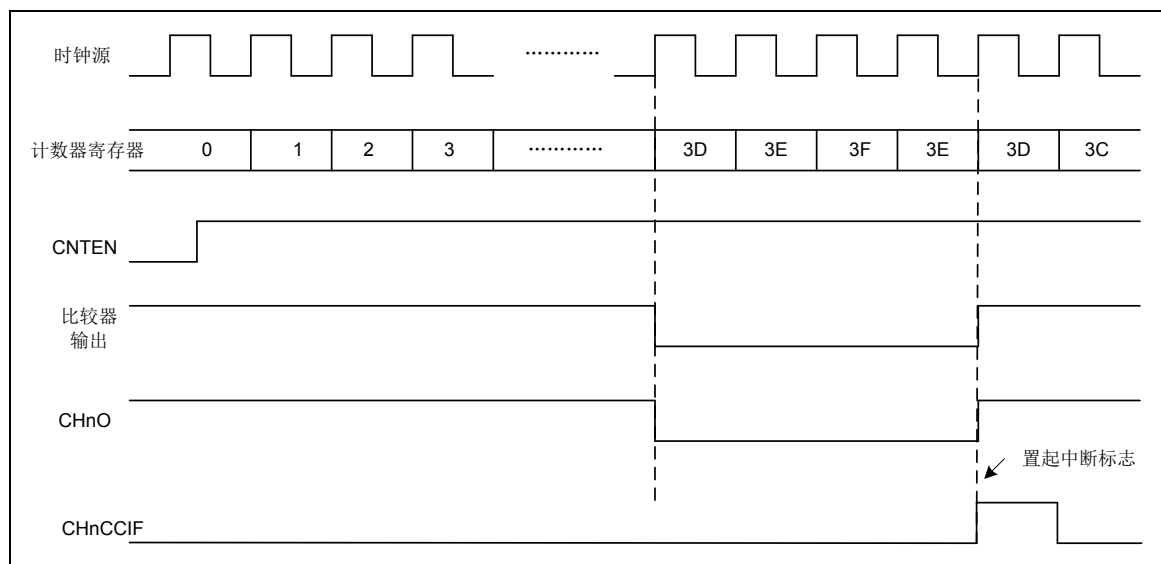 时钟源
…………
计数器寄存器
0 1 2 3 ………… 3D 3E 3F 3E 3D 3C
CNTEN
比较器
输出
CHnO
置起中断标志
CHnCCIF